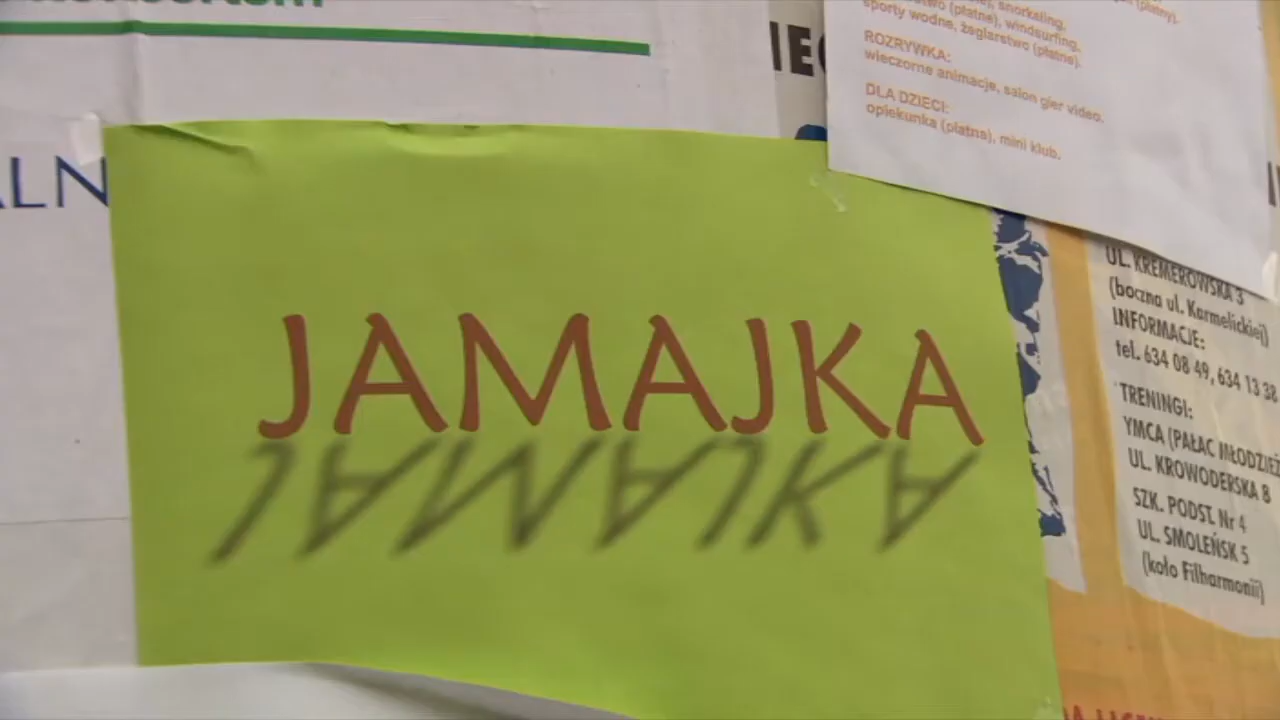 (płatne), windsurfing,
sporty wodne, żeglarstwo (płatne).
ROZRYWKA:
wieczorne animacje, salon gier video.
DLA DZIECI:
opiekunka (płatna), mini klub.
JAMAJKA
UL. KREMEROWSKA 3
(boczna ul. Karmelickiej)
INFORMACJE:
tel. 634 08 49, 634 13 38
TRENINGI:
YMCA (PAŁAC MŁODZIEŻ
UL. KROWODERSKA 8
SZK. PODST. Nr 4
UL. SMOLEŃSK 5
(koło Filharmonii)